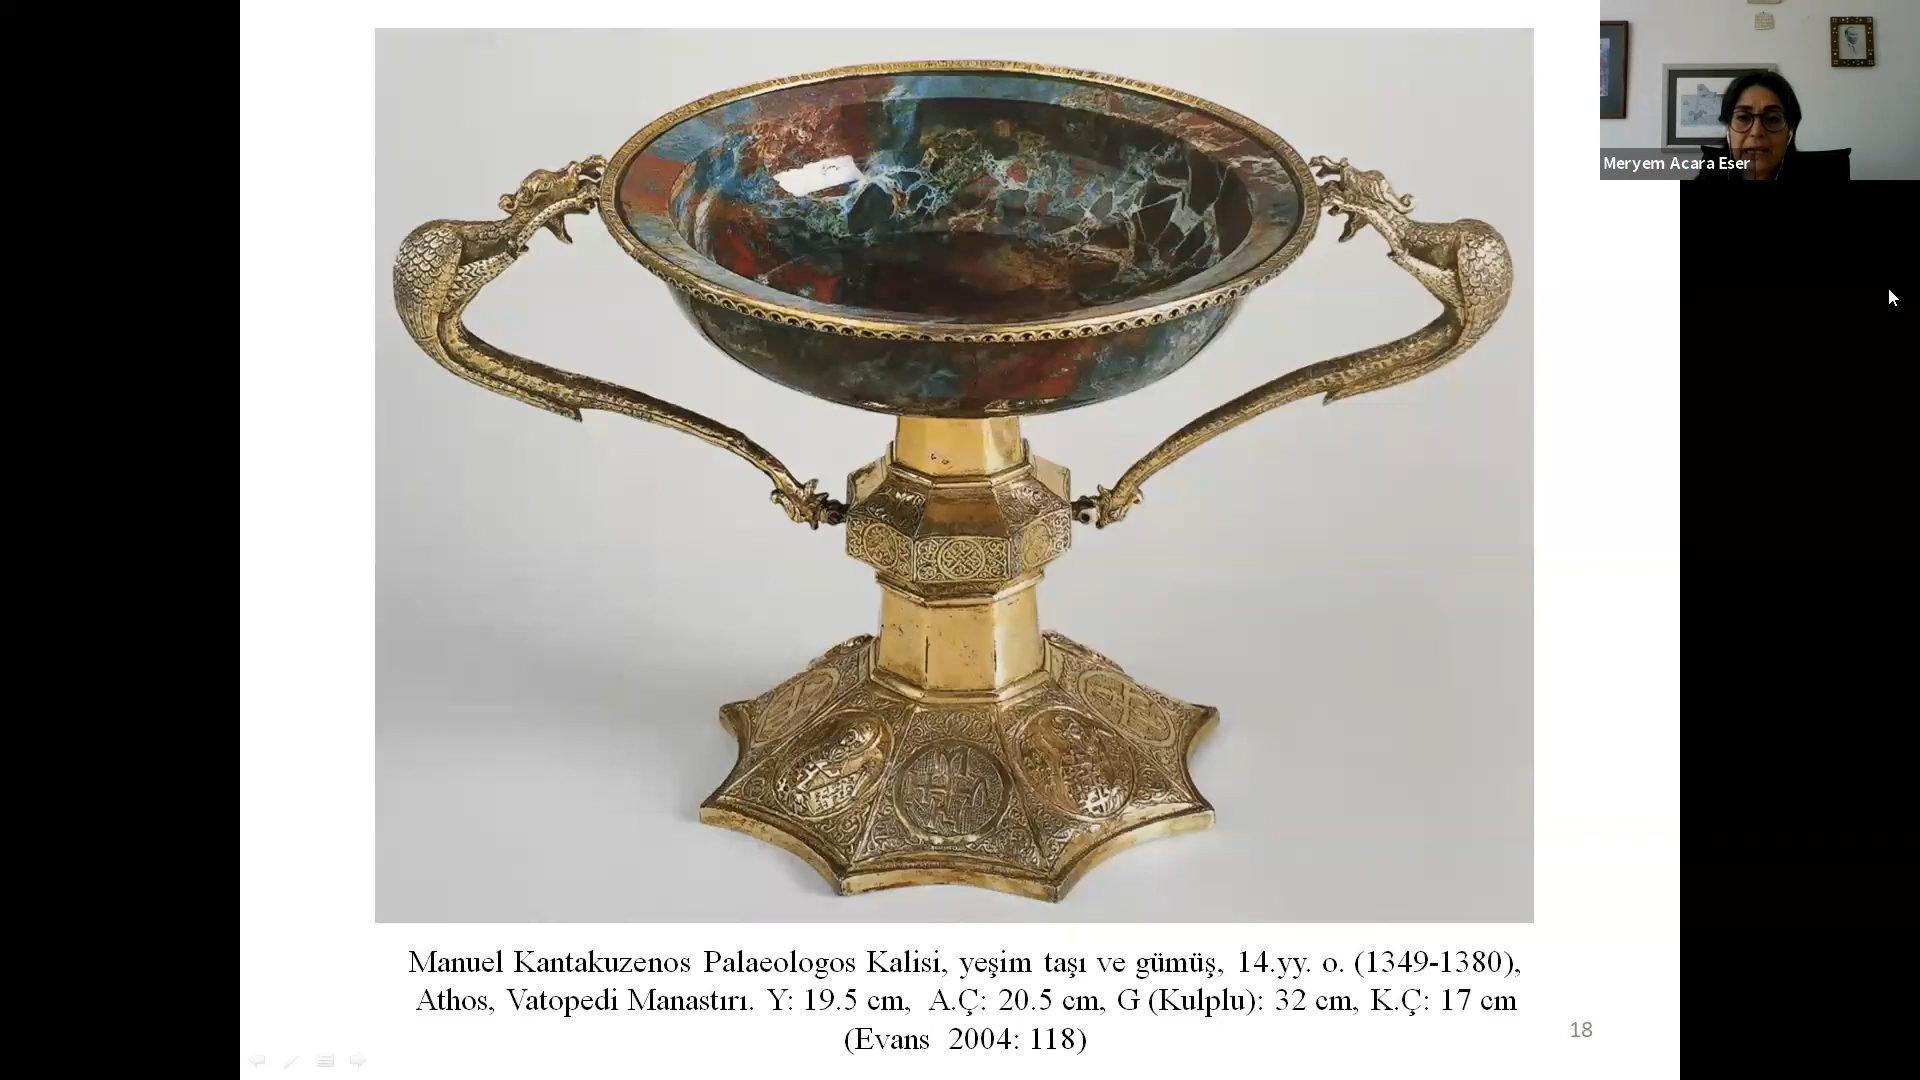 Meryem Acara Eser
Manuel Kantakuzenos Palaeologos Kalisi, yeşim taşı ve gümüş, 14.yy. o. (1349-1380),
Athos, Vatopedi Manastırı. Y: 19.5 cm, A.Ç: 20.5 cm, G (Kulplu): 32 cm, K.Ç: 17 cm
(Evans 2004: 118)
18